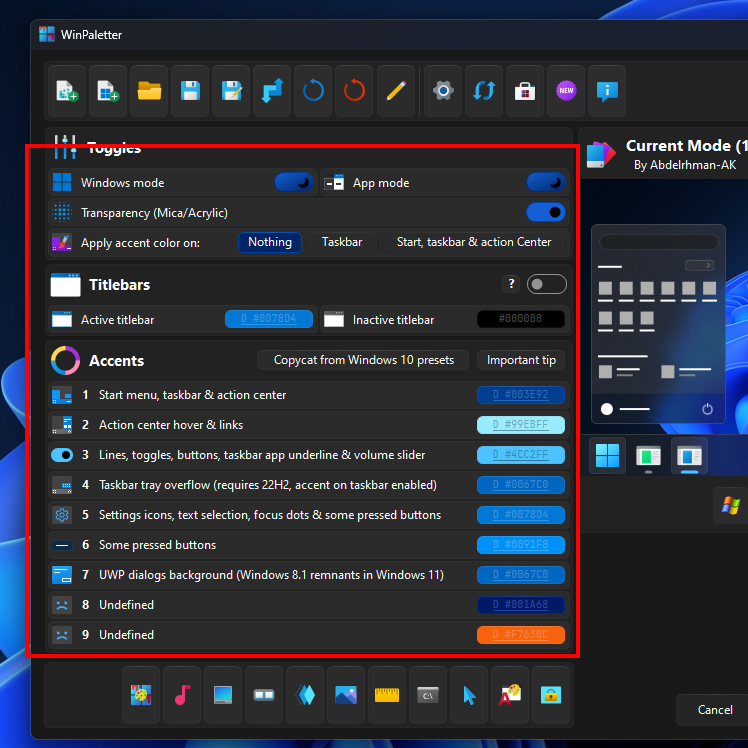 WinPaletter
NEW
Toggles
Current Mode (1
By Abdelrhman-AK
Windows mode
App mode
Transparency (Mica/Acrylic)
Apply accent color on: Nothing Taskbar Start, taskbar & action Center
Titlebars ?
Active titlebar D #0078D4 Inactive titlebar #000000
Accents Copycat from Windows 10 presets Important tip
1 Start menu, taskbar & action center D #003E92
2 Action center hover & links D #99EBFF
3 Lines, toggles, buttons, taskbar app underline & volume slider D #4CC2FF
4 Taskbar tray overflow (requires 22H2, accent on taskbar enabled) D #0067C0
5 Settings icons, text selection, focus dots & some pressed buttons D #0078D4
6 Some pressed buttons D #0091F8
7 UWP dialogs background (Windows 8.1 remnants in Windows 11) D #0067C0
8 Undefined D #001A68
9 Undefined D #F7630C
C:\
A
Cancel